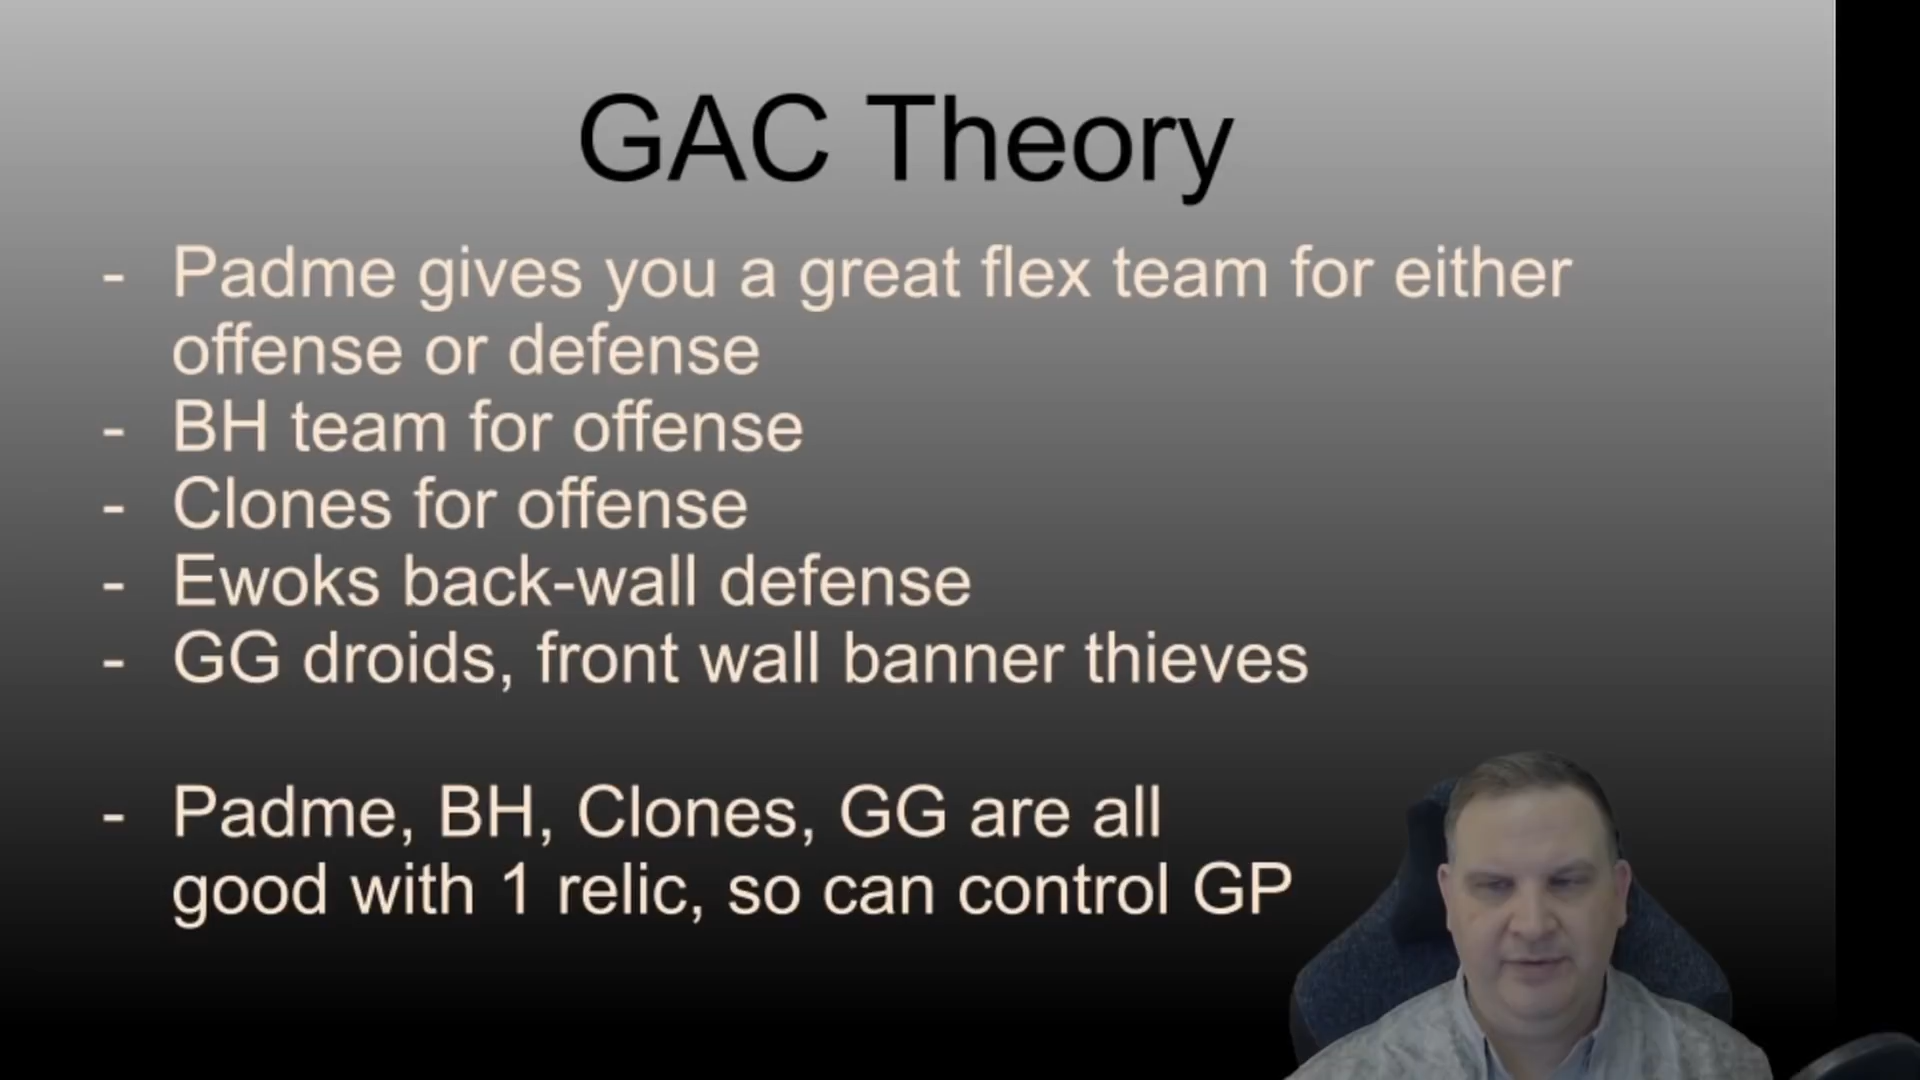 GAC Theory
- Padme gives you a great flex team for either
offense or defense
- BH team for offense
- Clones for offense
- Ewoks back-wall defense
- GG droids, front wall banner thieves
- Padme, BH, Clones, GG are all
good with 1 relic, so can control GP